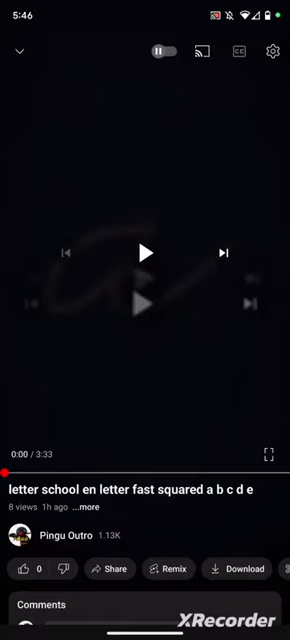 5:46
CC
0:00 / 3:33
letter school en letter fast squared a b c d e
8 views 1h ago ...more
Pingu Outro 1.13K
0 Share Remix Download
Comments
XRecorder